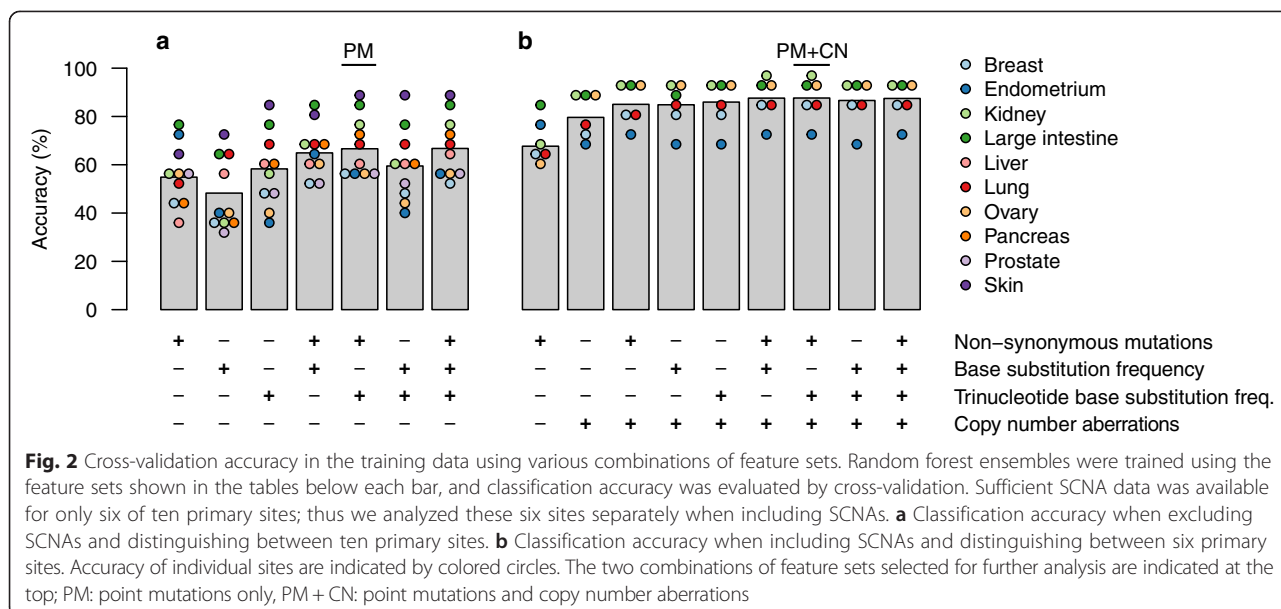 a
b
PM
PM+CN
100
80
60
40
20
0
Accuracy (%)
Breast
Endometrium
Kidney
Large intestine
Liver
Lung
Ovary
Pancreas
Prostate
Skin
+ − − + + − + + − + − − + + − + Non−synonymous mutations
− + − + − + + − − − + − + − + + Base substitution frequency
− − + − + + + − − − − + − + + + Trinucleotide base substitution freq.
− − − − − − − − + + + + + + + + Copy number aberrations
Fig. 2 Cross-validation accuracy in the training data using various combinations of feature sets. Random forest ensembles were trained using the
feature sets shown in the tables below each bar, and classification accuracy was evaluated by cross-validation. Sufficient SCNA data was available
for only six of ten primary sites; thus we analyzed these six sites separately when including SCNAs. a Classification accuracy when excluding
SCNAs and distinguishing between ten primary sites. b Classification accuracy when including SCNAs and distinguishing between six primary
sites. Accuracy of individual sites are indicated by colored circles. The two combinations of feature sets selected for further analysis are indicated at the
top; PM: point mutations only, PM + CN: point mutations and copy number aberrations